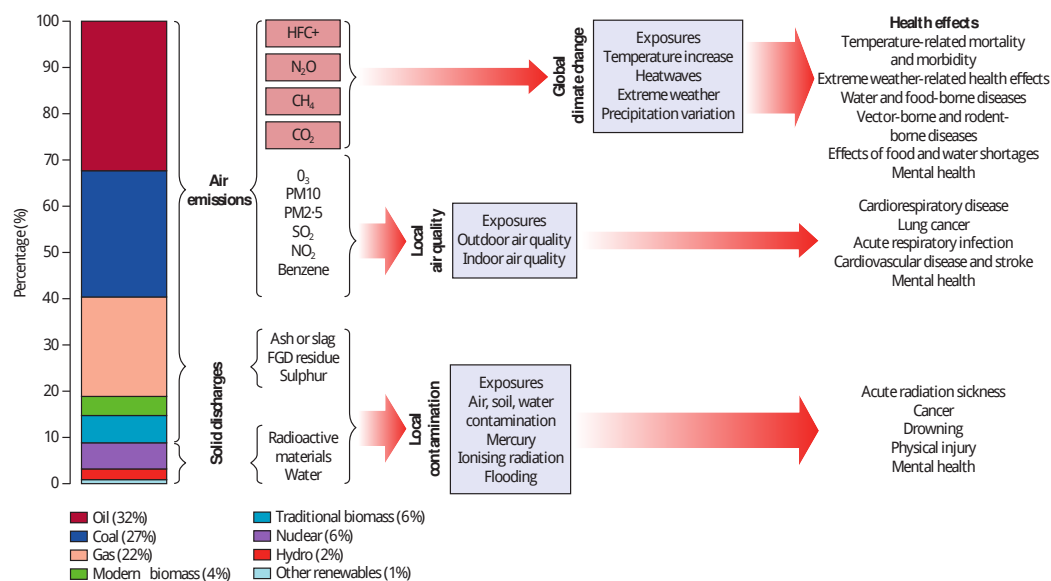 Percentage (%)
100
90
80
70
60
50
40
30
20
10
0
Air
emissions
Solid discharges
HFC+
N₂O
CH₄
CO₂
0₃
PM10
PM2·5
SO₂
NO₂
Benzene
Ash or slag
FGD residue
Sulphur
Radioactive
materials
Water
Global
dimate change
Exposures
Temperature increase
Heatwaves
Extreme weather
Precipitation variation
Health effects
Temperature-related mortality
and morbidity
Extreme weather-related health effects
Water and food-borne diseases
Vector-borne and rodent-
borne diseases
Effects of food and water shortages
Mental health
Local
air quality
Exposures
Outdoor air quality
Indoor air quality
Cardiorespiratory disease
Lung cancer
Acute respiratory infection
Cardiovascular disease and stroke
Mental health
Local
contamination
Exposures
Air, soil, water
contamination
Mercury
Ionising radiation
Flooding
Acute radiation sickness
Cancer
Drowning
Physical injury
Mental health
Oil (32%)
Coal (27%)
Gas (22%)
Modern biomass (4%)
Traditional biomass (6%)
Nuclear (6%)
Hydro (2%)
Other renewables (1%)